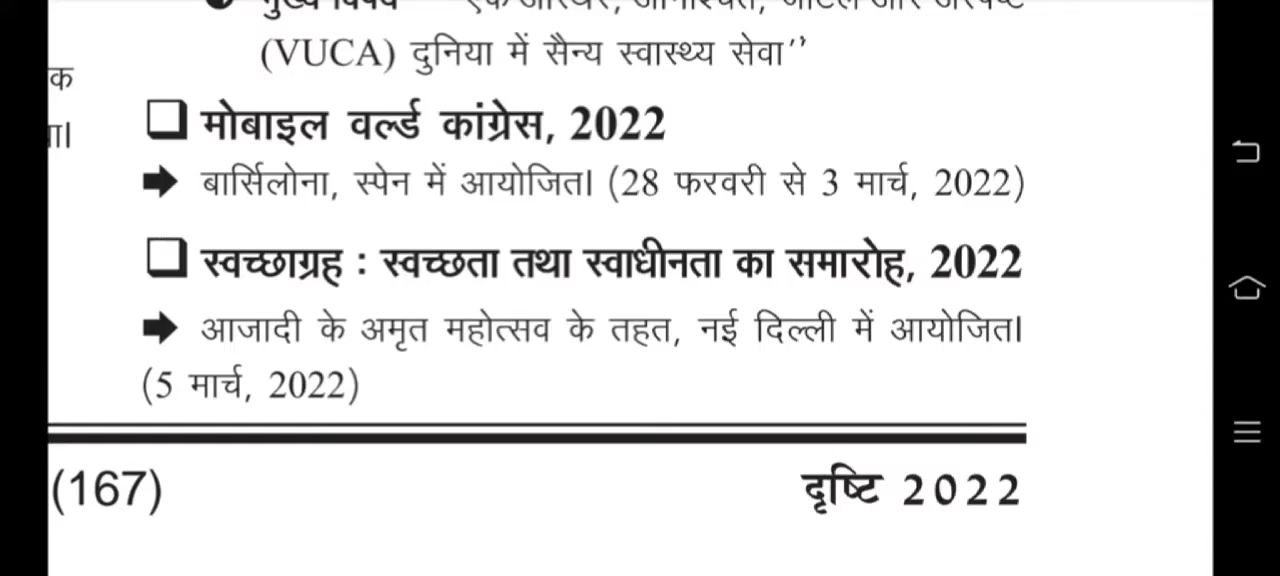 (VUCA) दुनिया में सैन्य स्वास्थ्य सेवा’’
क
ा।
❑ मोबाइल वर्ल्ड कांग्रेस, 2022
➡ बार्सिलोना, स्पेन में आयोजित। (28 फरवरी से 3 मार्च, 2022)
❑ स्वच्छाग्रह : स्वच्छता तथा स्वाधीनता का समारोह, 2022
➡ आजादी के अमृत महोत्सव के तहत, नई दिल्ली में आयोजित।
(5 मार्च, 2022)
(167)
दृष्टि 2022